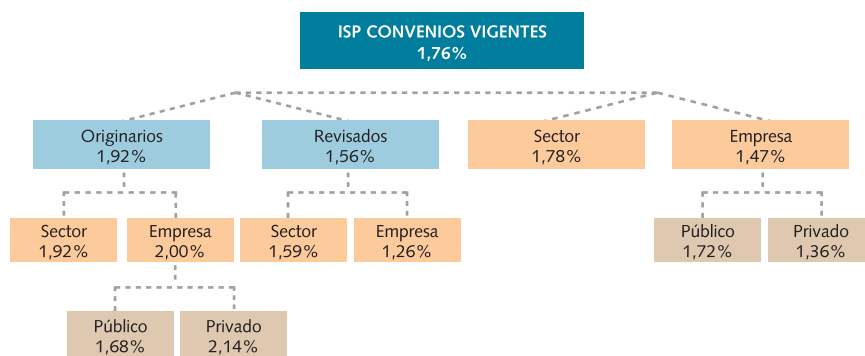 ISP CONVENIOS VIGENTES
1,76%
Originarios
1,92%
Revisados
1,56%
Sector
1,78%
Empresa
1,47%
Sector
1,92%
Empresa
2,00%
Sector
1,59%
Empresa
1,26%
Público
1,72%
Privado
1,36%
Público
1,68%
Privado
2,14%